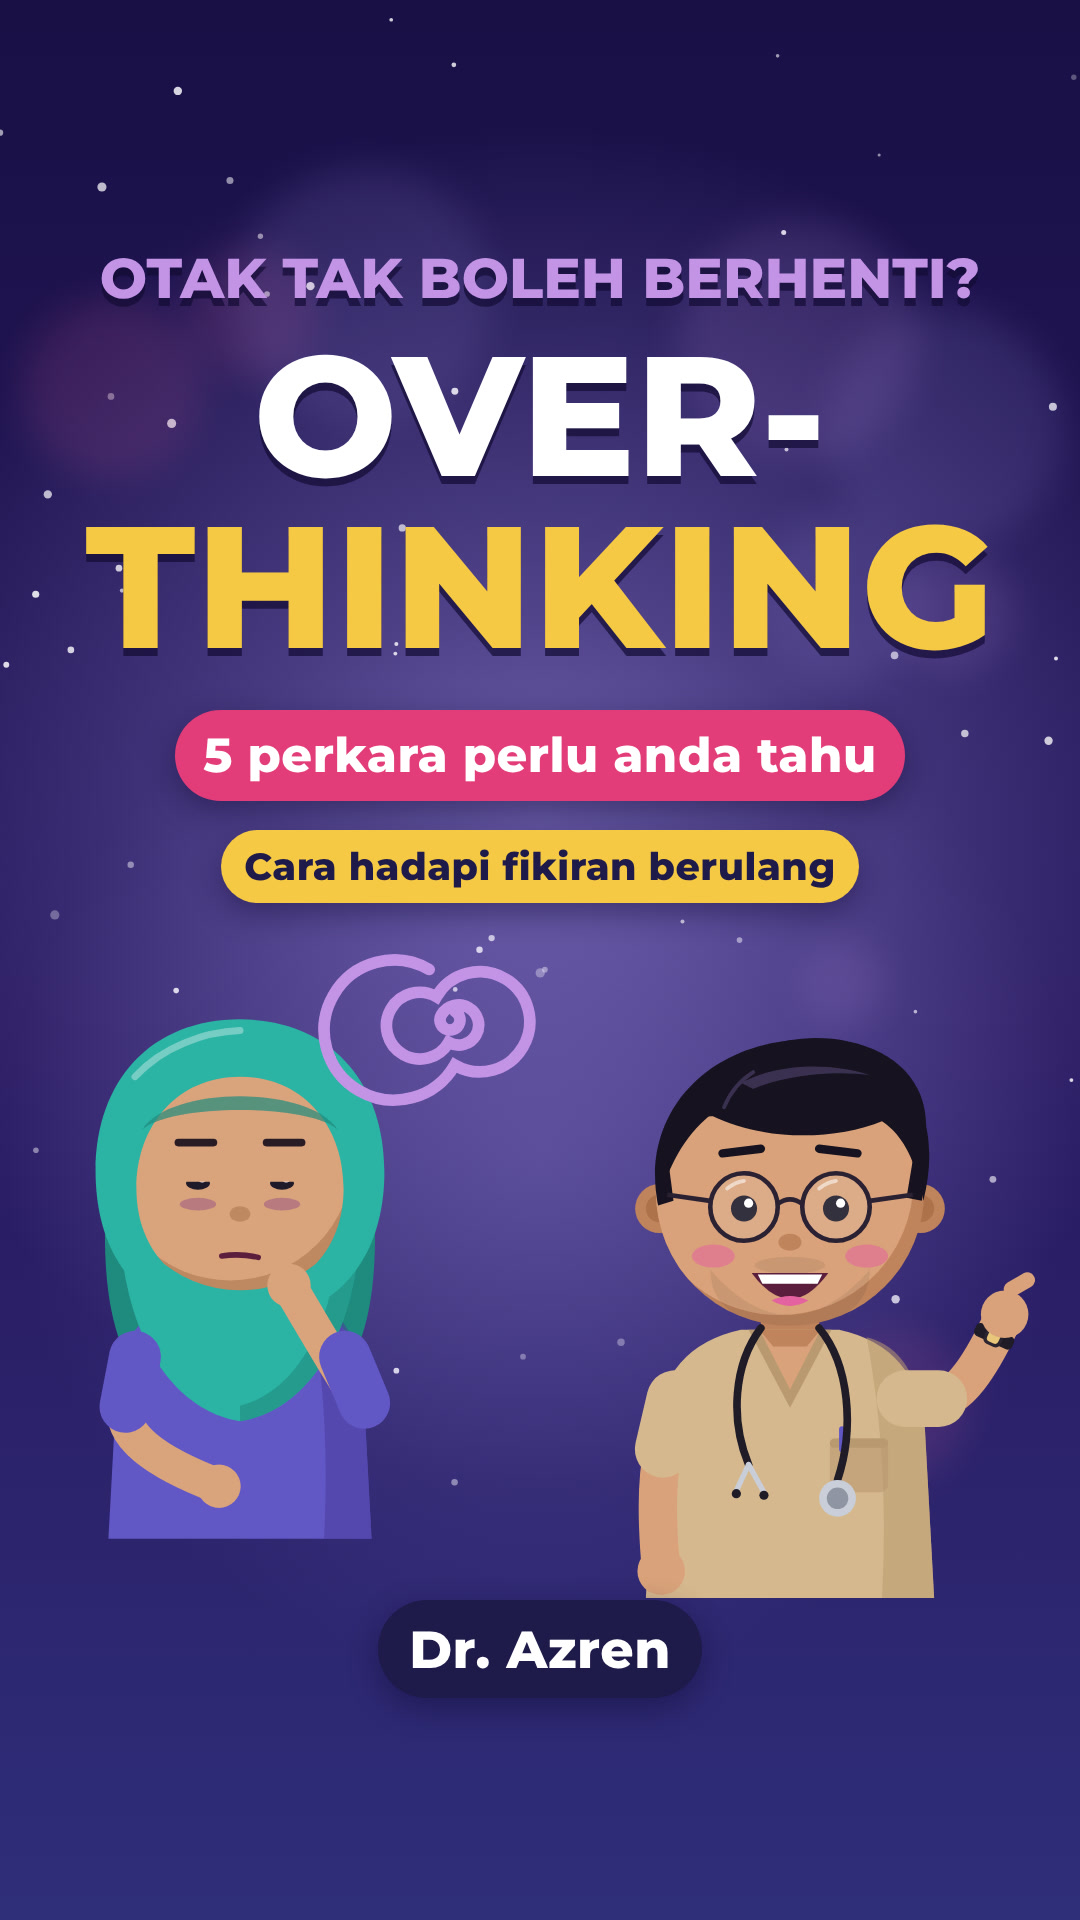 OTAK TAK BOLEH BERHENTI?
OVER-
THINKING
5 perkara perlu anda tahu
Cara hadapi fikiran berulang
Dr. Azren